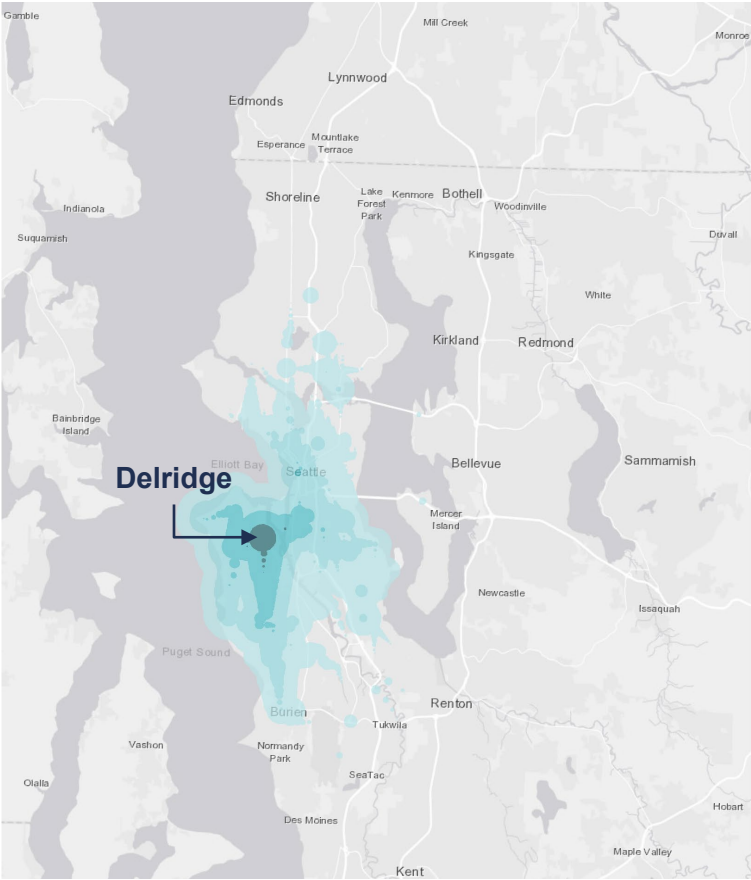 Gamble
Mill Creek
Monroe
Lynnwood
Edmonds
Esperance
Mountlake
Terrace
Shoreline
Lake
Forest
Park
Kenmore
Bothell
Woodinville
Indianola
Suquamish
Duvall
Kingsgate
White
Kirkland
Redmond
Bainbridge
Island
Elliott Bay
Seattle
Bellevue
Sammamish
Delridge
Mercer
Island
Newcastle
Issaquah
Puget Sound
Burien
Renton
Tukwila
Vashon
Normandy
Park
SeaTac
Olalla
Hobart
Des Moines
Maple Valley
Kent